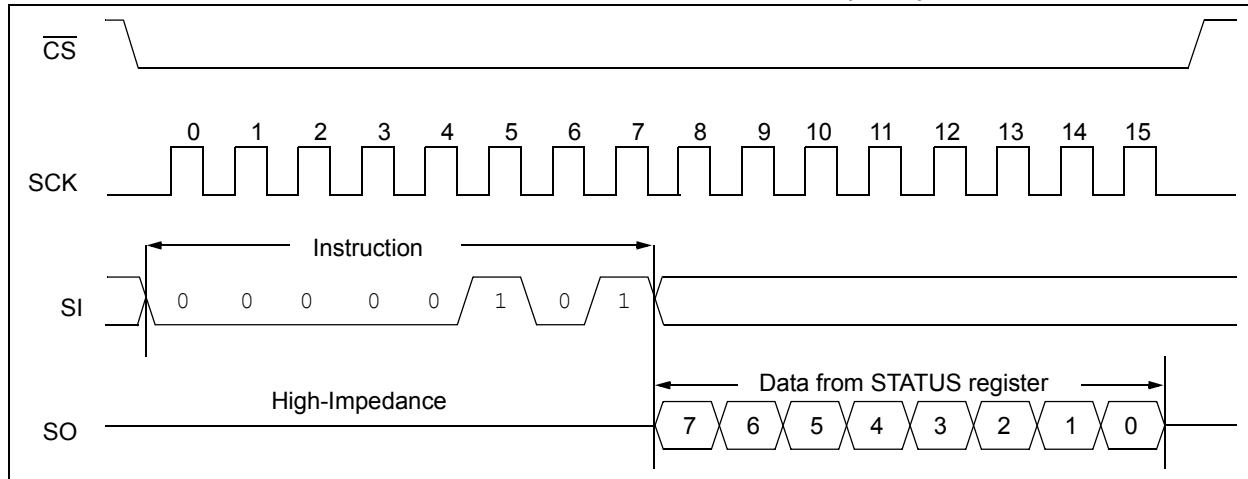 CS
0 1 2 3 4 5 6 7 8 9 10 11 12 13 14 15
SCK
Instruction
SI 0 0 0 0 0 1 0 1
Data from STATUS register
High-Impedance
SO 7 6 5 4 3 2 1 0